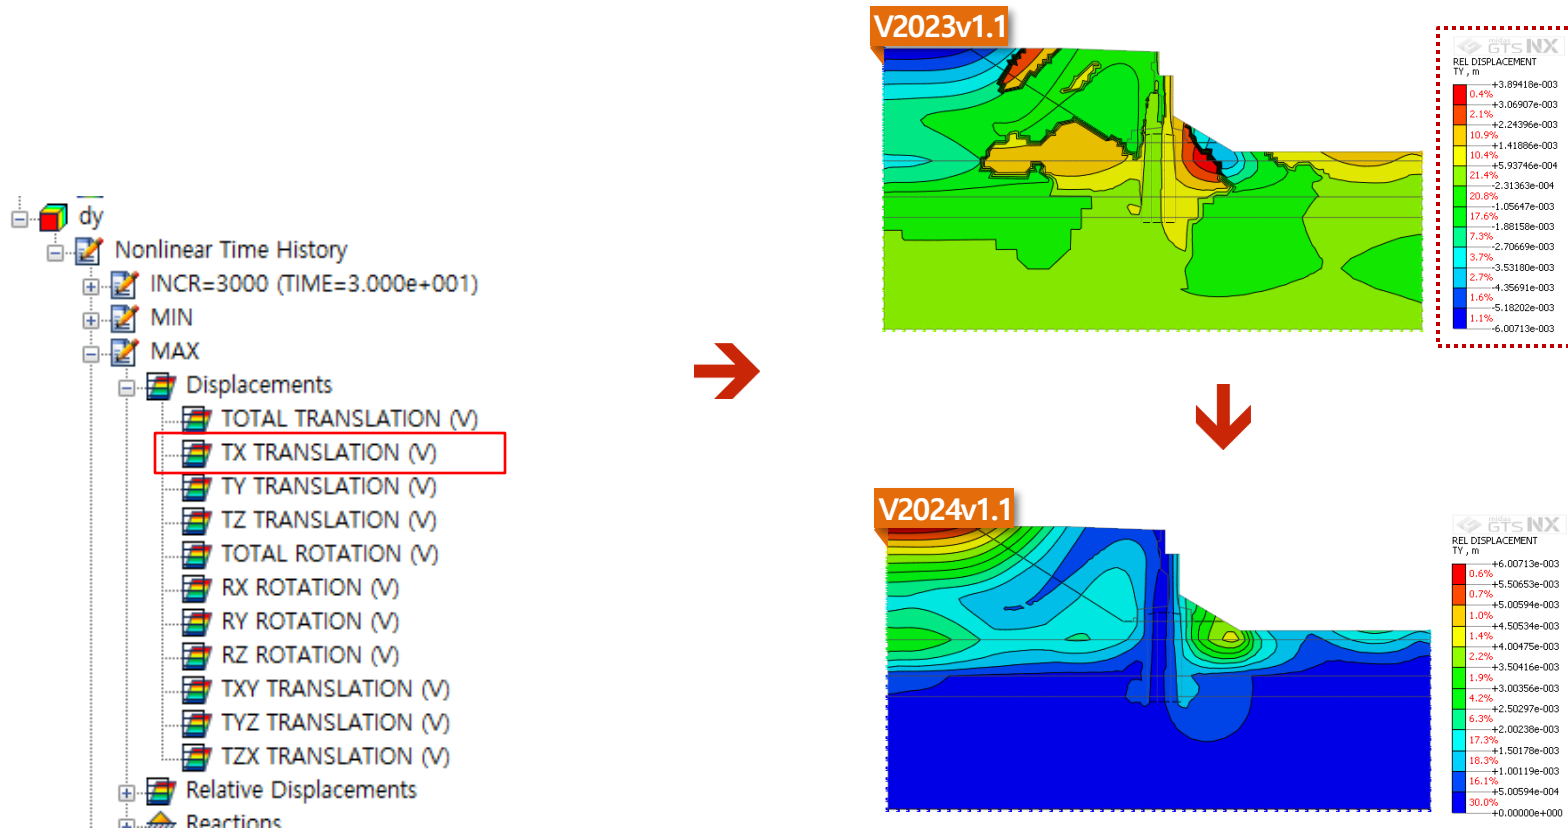 dy
Nonlinear Time History
INCR=3000 (TIME=3.000e+001)
MIN
MAX
Displacements
TOTAL TRANSLATION (V)
TX TRANSLATION (V)
TY TRANSLATION (V)
TZ TRANSLATION (V)
TOTAL ROTATION (V)
RX ROTATION (V)
RY ROTATION (V)
RZ ROTATION (V)
TXY TRANSLATION (V)
TYZ TRANSLATION (V)
TZX TRANSLATION (V)
Relative Displacements
Reactions
V2023v1.1
midas
GTS NX
REL DISPLACEMENT
TY , m
+3.89418e-003
0.4%
+3.06907e-003
2.1%
+2.24396e-003
10.9%
+1.41886e-003
10.4%
+5.93746e-004
21.4%
-2.31363e-004
20.8%
-1.05647e-003
17.6%
-1.88158e-003
7.3%
-2.70669e-003
3.7%
-3.53180e-003
2.7%
-4.35691e-003
1.6%
-5.18202e-003
1.1%
-6.00713e-003
V2024v1.1
midas
GTS NX
REL DISPLACEMENT
TY , m
+6.00713e-003
0.6%
+5.50653e-003
0.7%
+5.00594e-003
1.0%
+4.50534e-003
1.4%
+4.00475e-003
2.2%
+3.50416e-003
1.9%
+3.00356e-003
4.2%
+2.50297e-003
6.3%
+2.00238e-003
17.3%
+1.50178e-003
18.3%
+1.00119e-003
16.1%
+5.00594e-004
30.0%
+0.00000e+000